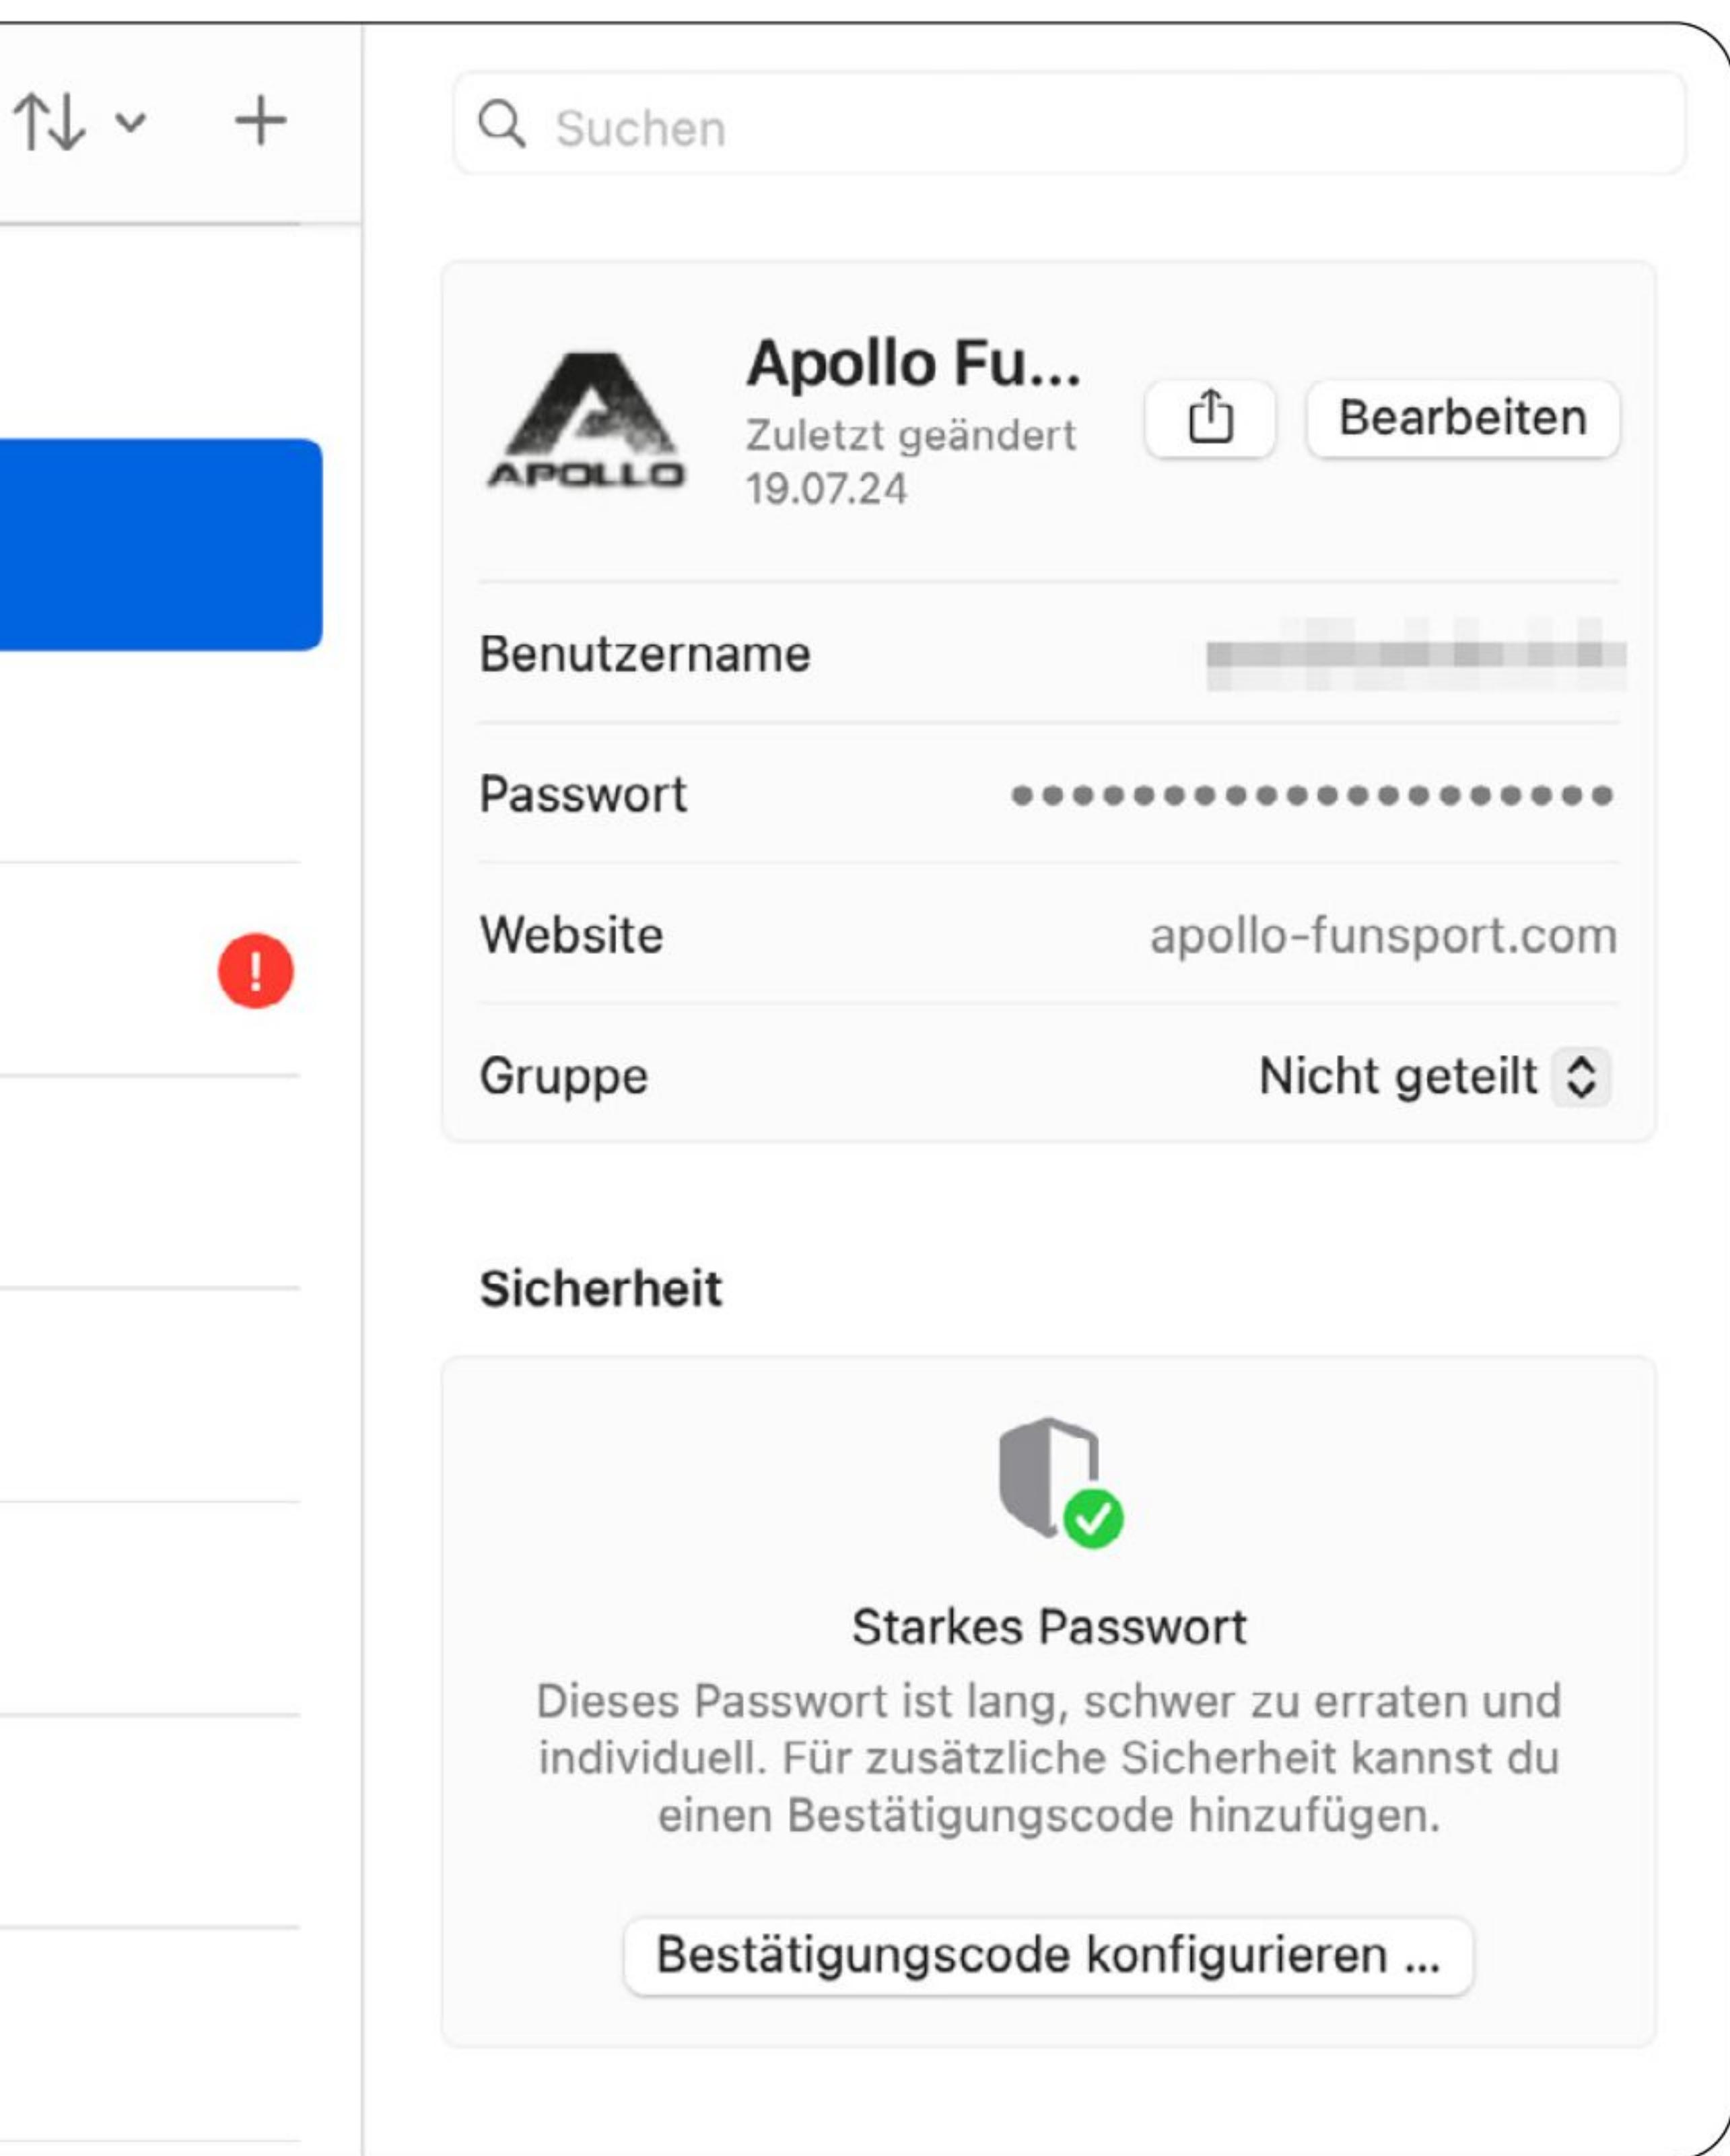 Suchen
APOLLO
Apollo Fu...
Zuletzt geändert
19.07.24
Bearbeiten
Benutzername
Passwort ••••••••••••••••••••
Website apollo-funsport.com
Gruppe Nicht geteilt
Sicherheit
Starkes Passwort
Dieses Passwort ist lang, schwer zu erraten und
individuell. Für zusätzliche Sicherheit kannst du
einen Bestätigungscode hinzufügen.
Bestätigungscode konfigurieren ...